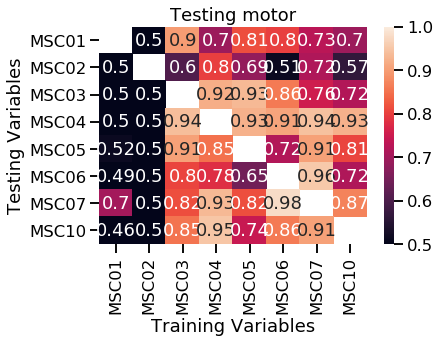 Testing motor
MSC01 0.5 0.9 0.7 0.81 0.8 0.73 0.7
MSC02 0.5 0.6 0.8 0.69 0.51 0.72 0.57
MSC03 0.5 0.5 0.92 0.93 0.86 0.76 0.72
MSC04 0.5 0.5 0.94 0.93 0.91 0.94 0.93
MSC05 0.52 0.5 0.91 0.85 0.72 0.91 0.81
MSC06 0.49 0.5 0.8 0.78 0.65 0.96 0.72
MSC07 0.7 0.5 0.82 0.93 0.82 0.98 0.87
MSC10 0.46 0.5 0.85 0.95 0.74 0.86 0.91
Testing Variables
MSC01 MSC02 MSC03 MSC04 MSC05 MSC06 MSC07 MSC10
Training Variables
1.0
0.9
0.8
0.7
0.6
0.5